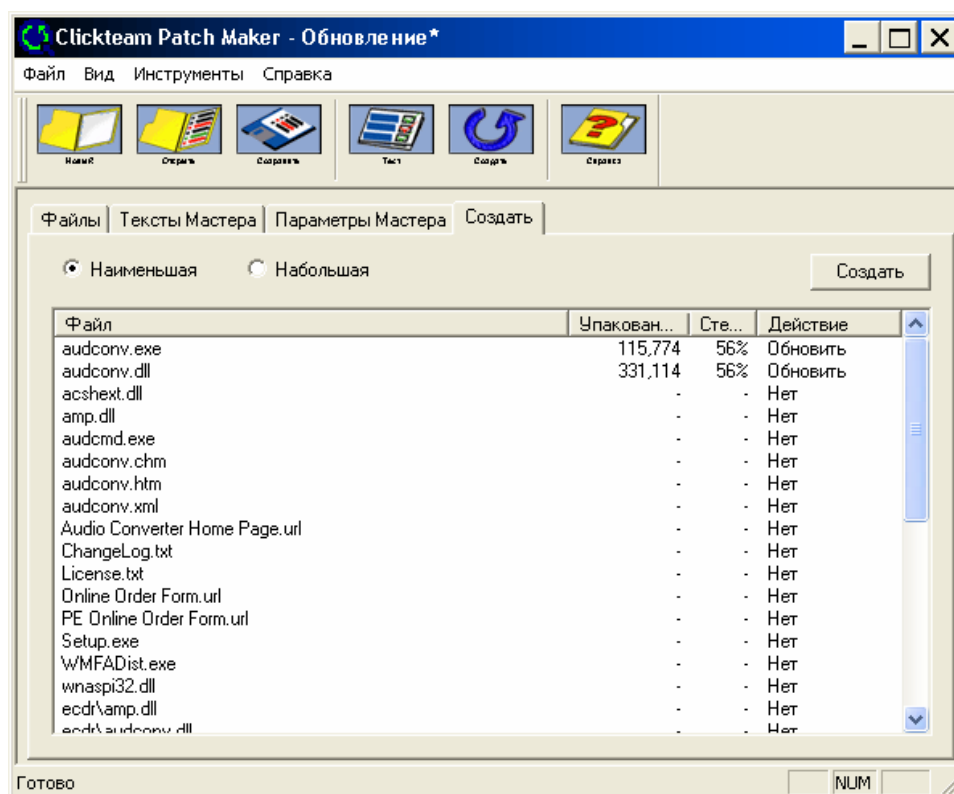 Clickteam Patch Maker - Обновление*
Файл Вид Инструменты Справка
Новый Открыть Сохранить Тест Создать Справка
Файлы Тексты Мастера Параметры Мастера Создать
Наименьшая Набольшая Создать
Файл Упакован... Сте... Действие
audconv.exe 115,774 56% Обновить
audconv.dll 331,114 56% Обновить
acshext.dll - - Нет
amp.dll - - Нет
audcmd.exe - - Нет
audconv.chm - - Нет
audconv.htm - - Нет
audconv.xml - - Нет
Audio Converter Home Page.url - - Нет
ChangeLog.txt - - Нет
License.txt - - Нет
Online Order Form.url - - Нет
PE Online Order Form.url - - Нет
Setup.exe - - Нет
WMFADist.exe - - Нет
wnaspi32.dll - - Нет
ecdr\amp.dll - - Нет
ecdr\audconv.dll - - Нет
Готово NUM